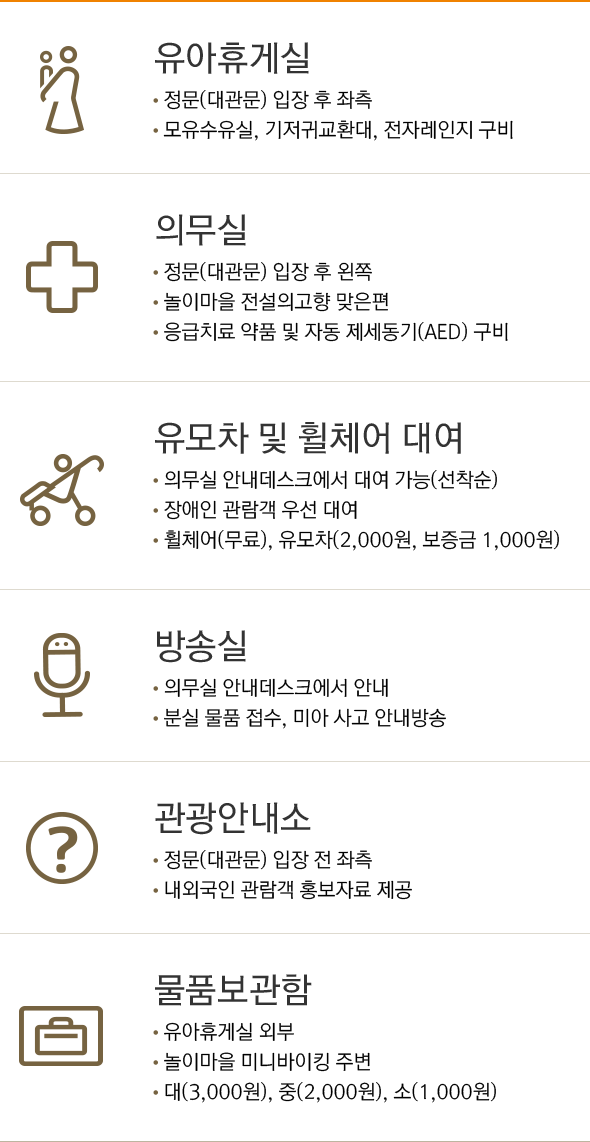 유아휴게실
• 정문(대관문) 입장 후 좌측
• 모유수유실, 기저귀교환대, 전자레인지 구비
의무실
• 정문(대관문) 입장 후 왼쪽
• 놀이마을 전설의고향 맞은편
• 응급치료 약품 및 자동 제세동기(AED) 구비
유모차 및 휠체어 대여
• 의무실 안내데스크에서 대여 가능(선착순)
• 장애인 관람객 우선 대여
• 휠체어(무료), 유모차(2,000원, 보증금 1,000원)
방송실
• 의무실 안내데스크에서 안내
• 분실 물품 접수, 미아 사고 안내방송
관광안내소
• 정문(대관문) 입장 전 좌측
• 내외국인 관람객 홍보자료 제공
물품보관함
• 유아휴게실 외부
• 놀이마을 미니바이킹 주변
• 대(3,000원), 중(2,000원), 소(1,000원)